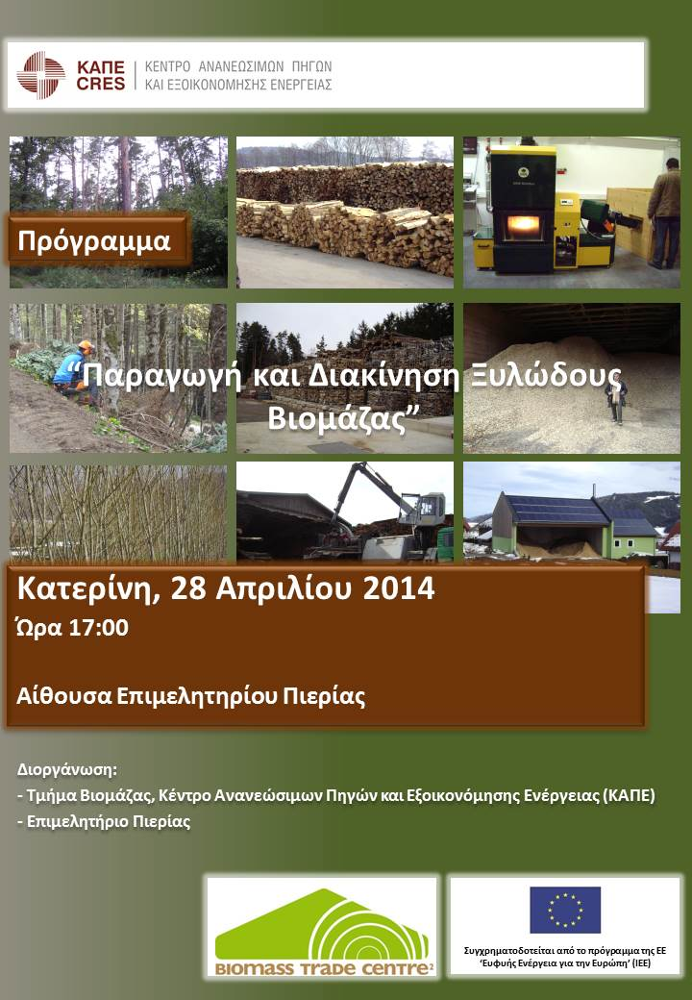 ΚΑΠΕ
CRES
ΚΕΝΤΡΟ ΑΝΑΝΕΩΣΙΜΩΝ ΠΗΓΩΝ
ΚΑΙ ΕΞΟΙΚΟΝΟΜΗΣΗΣ ΕΝΕΡΓΕΙΑΣ
Πρόγραμμα
“Παραγωγή και Διακίνηση Ξυλώδους
Βιομάζας”
Κατερίνη, 28 Απριλίου 2014
Ώρα 17:00
Αίθουσα Επιμελητηρίου Πιερίας
Διοργάνωση:
- Τμήμα Βιομάζας, Κέντρο Ανανεώσιμων Πηγών και Εξοικονόμησης Ενέργειας (ΚΑΠΕ)
- Επιμελητήριο Πιερίας
BIOMASS TRADE CENTRE²
Συγχρηματοδοτείται από το πρόγραμμα της ΕΕ
‘Ευφυής Ενέργεια για την Ευρώπη’ (IEE)